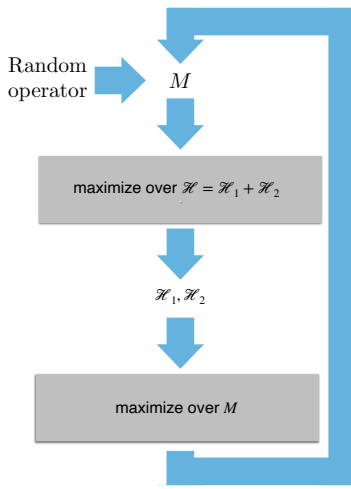 Random
operator
M
maximize over ℋ = ℋ₁ + ℋ₂
ℋ₁, ℋ₂
maximize over M